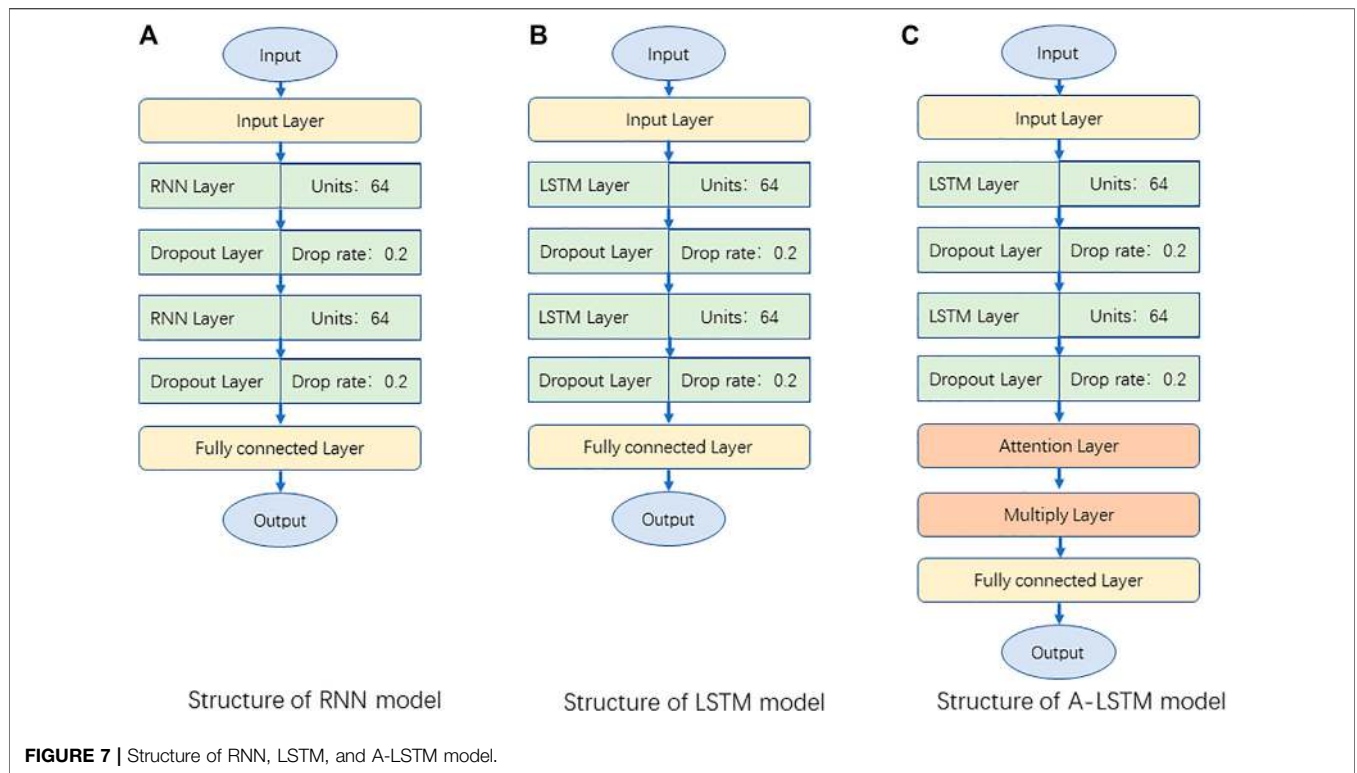 A
Input
Input Layer
RNN Layer
Units: 64
Dropout Layer
Drop rate: 0.2
RNN Layer
Units: 64
Dropout Layer
Drop rate: 0.2
Fully connected Layer
Output
Structure of RNN model
B
Input
Input Layer
LSTM Layer
Units: 64
Dropout Layer
Drop rate: 0.2
LSTM Layer
Units: 64
Dropout Layer
Drop rate: 0.2
Fully connected Layer
Output
Structure of LSTM model
C
Input
Input Layer
LSTM Layer
Units: 64
Dropout Layer
Drop rate: 0.2
LSTM Layer
Units: 64
Dropout Layer
Drop rate: 0.2
Attention Layer
Multiply Layer
Fully connected Layer
Output
Structure of A-LSTM model
FIGURE 7 | Structure of RNN, LSTM, and A-LSTM model.